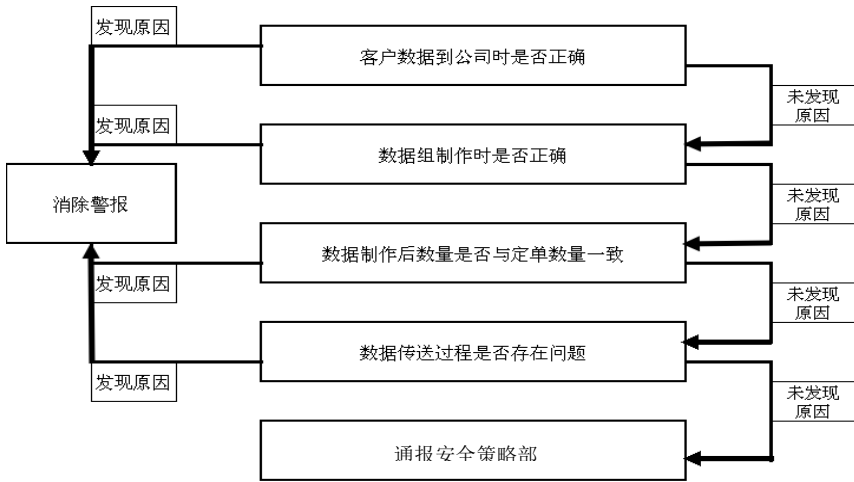 发现原因
客户数据到公司时是否正确
未发现
原因
发现原因
数据组制作时是否正确
消除警报
未发现
原因
数据制作后数量是否与定单数量一致
发现原因
未发现
原因
数据传送过程是否存在问题
发现原因
未发现
原因
通报安全策略部